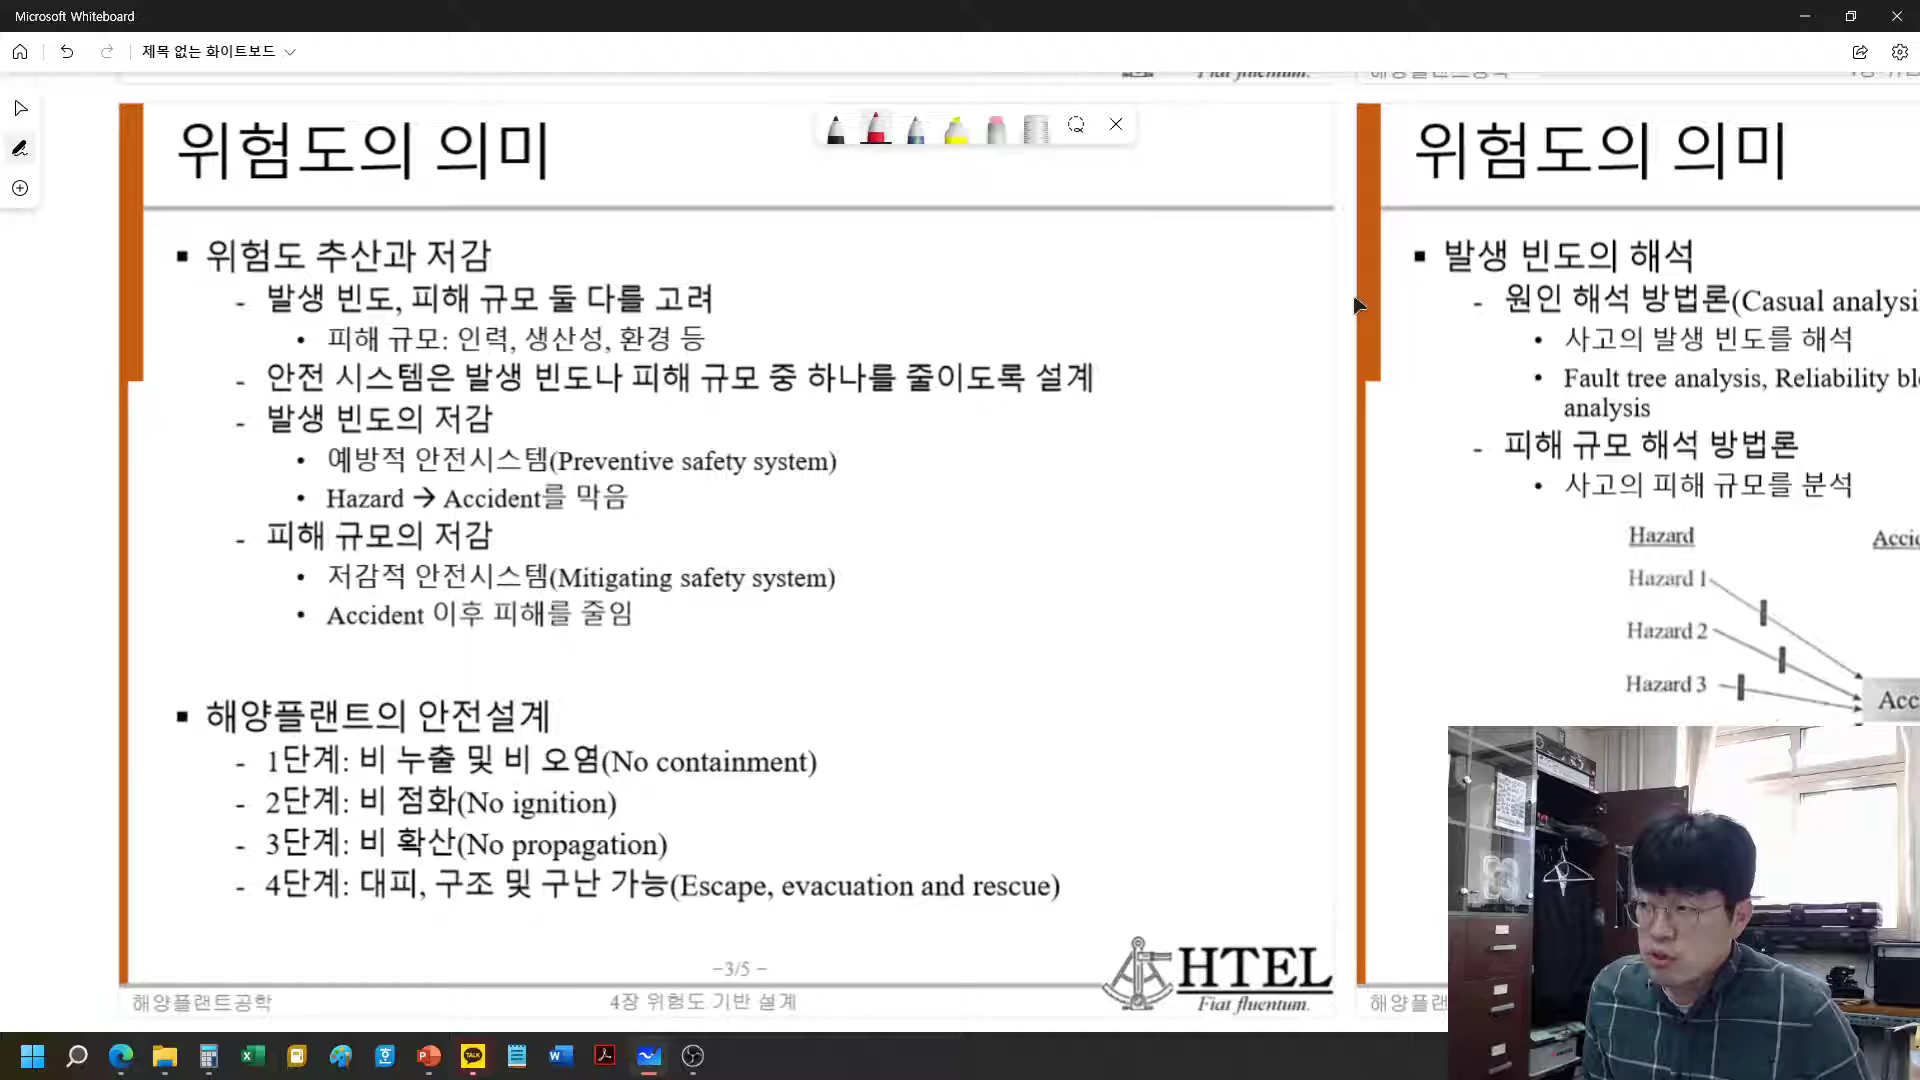 Microsoft Whiteboard
제목 없는 화이트보드
Fiat fluentum.
해양플랜트공학
위험도의 의미
▪ 위험도 추산과 저감
- 발생 빈도, 피해 규모 둘 다를 고려
• 피해 규모: 인력, 생산성, 환경 등
- 안전 시스템은 발생 빈도나 피해 규모 중 하나를 줄이도록 설계
- 발생 빈도의 저감
• 예방적 안전시스템(Preventive safety system)
• Hazard → Accident를 막음
- 피해 규모의 저감
• 저감적 안전시스템(Mitigating safety system)
• Accident 이후 피해를 줄임
▪ 해양플랜트의 안전설계
- 1단계: 비 누출 및 비 오염(No containment)
- 2단계: 비 점화(No ignition)
- 3단계: 비 확산(No propagation)
- 4단계: 대피, 구조 및 구난 가능(Escape, evacuation and rescue)
–3/5 –
해양플랜트공학
4장 위험도 기반 설계
HTEL
Fiat fluentum.
위험도의 의미
▪ 발생 빈도의 해석
- 원인 해석 방법론(Casual analysi
• 사고의 발생 빈도를 해석
• Fault tree analysis, Reliability blo
analysis
- 피해 규모 해석 방법론
• 사고의 피해 규모를 분석
Hazard
Accid
Hazard 1
Hazard 2
Hazard 3
Acc
해양플랜
TALK